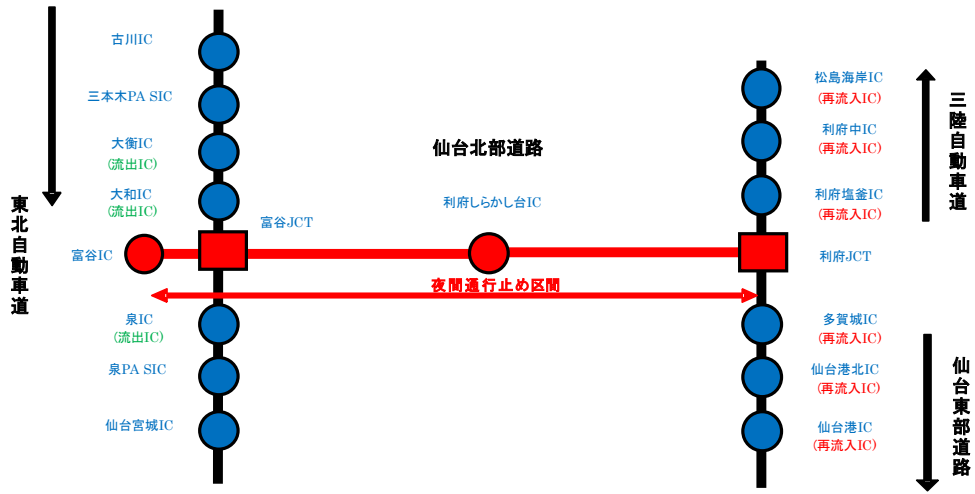 古川IC
三本木PA SIC
大衡IC
(流出IC)
大和IC
(流出IC)
富谷JCT
富谷IC
泉IC
(流出IC)
泉PA SIC
仙台宮城IC
東北自動車道
仙台北部道路
利府しらかし台IC
夜間通行止め区間
松島海岸IC
(再流入IC)
利府中IC
(再流入IC)
利府塩釜IC
(再流入IC)
利府JCT
多賀城IC
(再流入IC)
仙台港北IC
(再流入IC)
仙台港IC
(再流入IC)
三陸自動車道
仙台東部道路